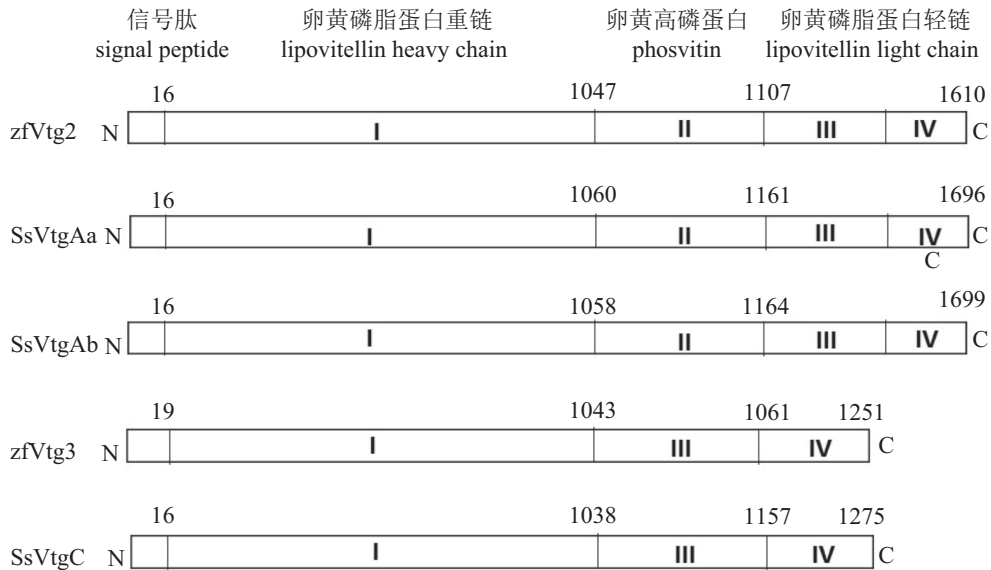 信号肽 卵黄磷脂蛋白重链 卵黄高磷蛋白 卵黄磷脂蛋白轻链
signal peptide lipovitellin heavy chain phosvitin lipovitellin light chain
16 1047 1107 1610
zfVtg2 N I II III IV C
16 1060 1161 1696
SsVtgAa N I II III IV C
C
16 1058 1164 1699
SsVtgAb N I II III IV C
19 1043 1061 1251
zfVtg3 N I III IV C
16 1038 1157 1275
SsVtgC N I III IV C